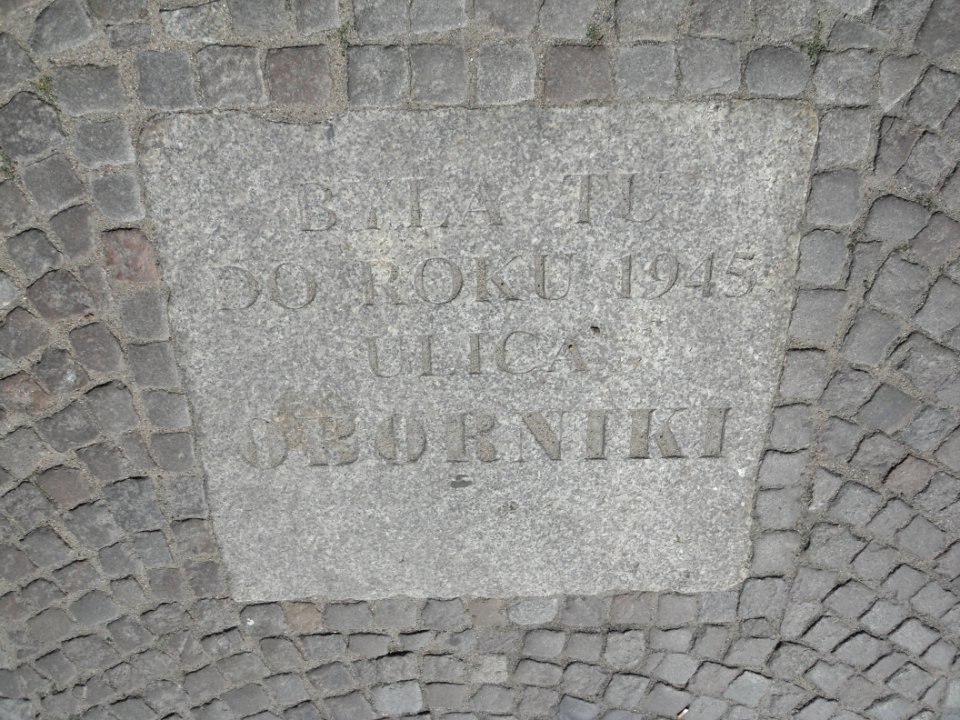 BYŁA TU
DO ROKU 1945
ULICA
OBORNIKI